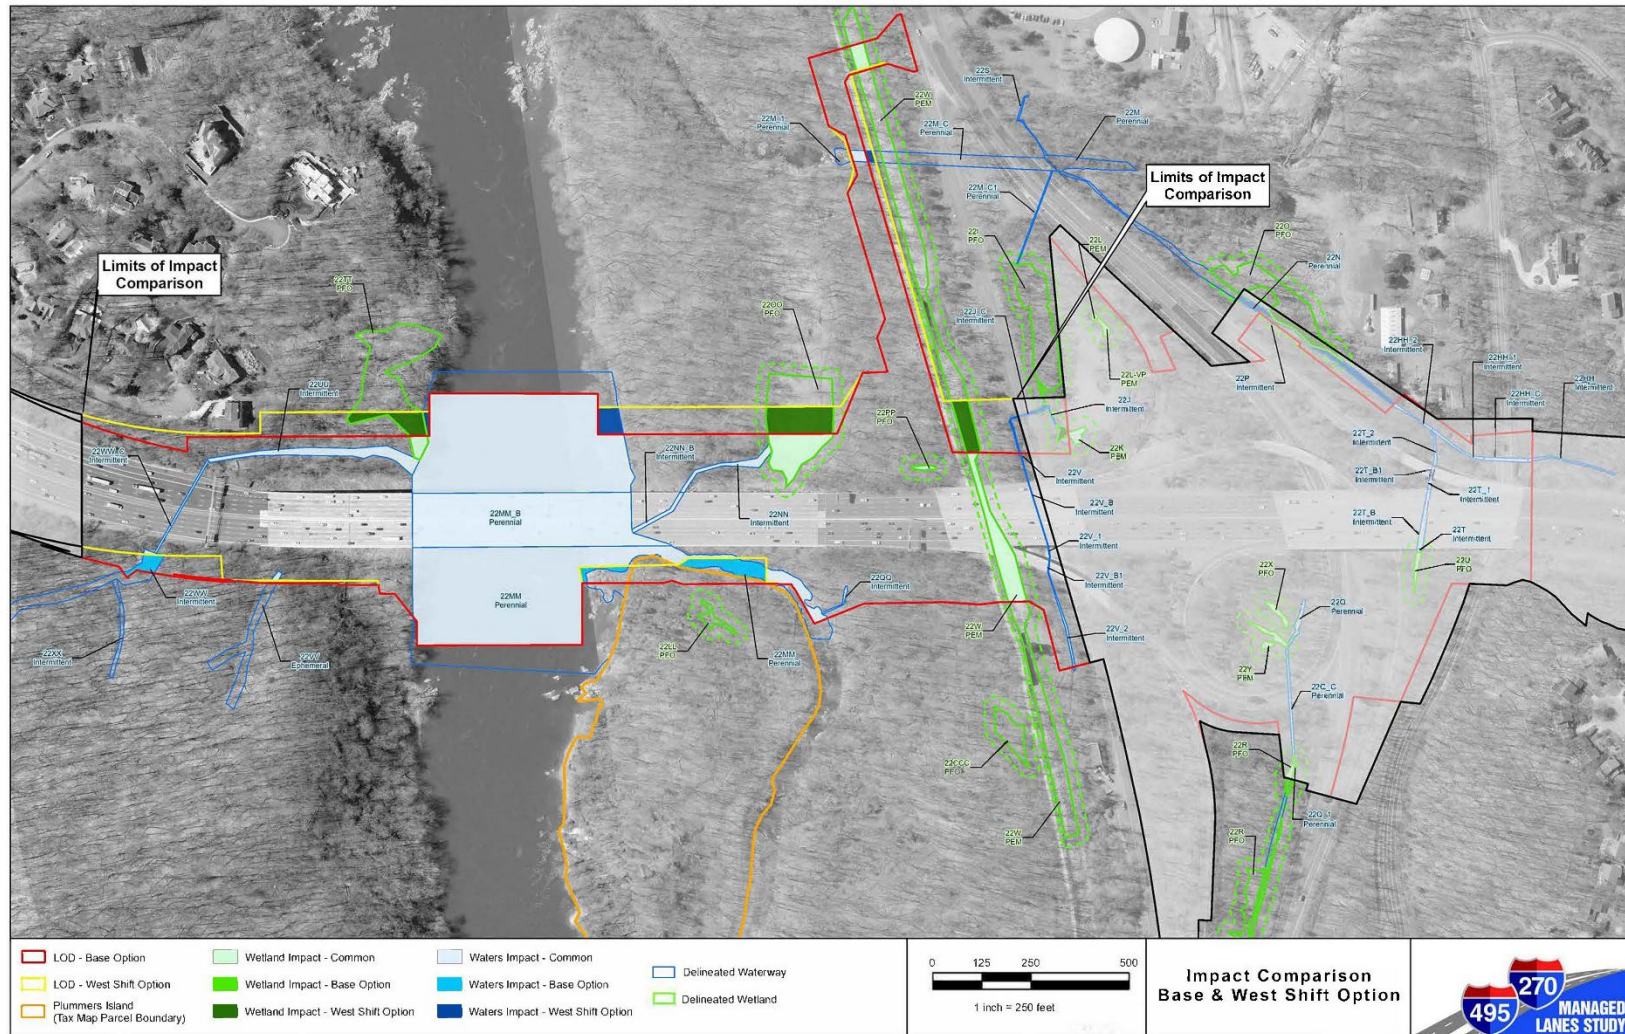 22S
Intermittent
22W
PEM
22M_1
Perennial
22M_C
Perennial
22M
Perennial
Limits of Impact
Comparison
22M_C1
Perennial
22I
PFO
22L
PEM
22O
PFO
22N
Perennial
Limits of Impact
Comparison
22TT
PFO
22OO
PFO
22J_C
Intermittent
22L-VP
PEM
22P
Intermittent
22HH_2
Intermittent
22HH_1
Intermittent
22HH
Intermittent
22HH_C
Intermittent
22UU
Intermittent
22J
Intermittent
22PP
PFO
22K
PEM
22T_2
Intermittent
22WW_C
Intermittent
22NN_B
Intermittent
22V
Intermittent
22T_B1
Intermittent
22T_1
Intermittent
22MM_B
Perennial
22NN
Intermittent
22V_B
Intermittent
22T_B
Intermittent
22T
Intermittent
22V_1
Intermittent
22V_B1
Intermittent
22X
PFO
22U
PFO
22WW
Intermittent
22MM
Perennial
22QQ
Intermittent
22Q
Perennial
22XX
Intermittent
22VV
Ephemeral
22LL
PFO
22MM
Perennial
22W
PEM
22V_2
Intermittent
22Y
PEM
Perennial
22CCC
PFO
22R
PFO
22W
PEM
22R
PFO
22Q_1
Perennial
LOD - Base Option
LOD - West Shift Option
Plummers Island
(Tax Map Parcel Boundary)
Wetland Impact - Common
Wetland Impact - Base Option
Wetland Impact - West Shift Option
Waters Impact - Common
Waters Impact - Base Option
Waters Impact - West Shift Option
Delineated Waterway
Delineated Wetland
0 125 250 500
1 inch = 250 feet
Impact Comparison
Base & West Shift Option
495
270
MANAGED
LANES STUDY